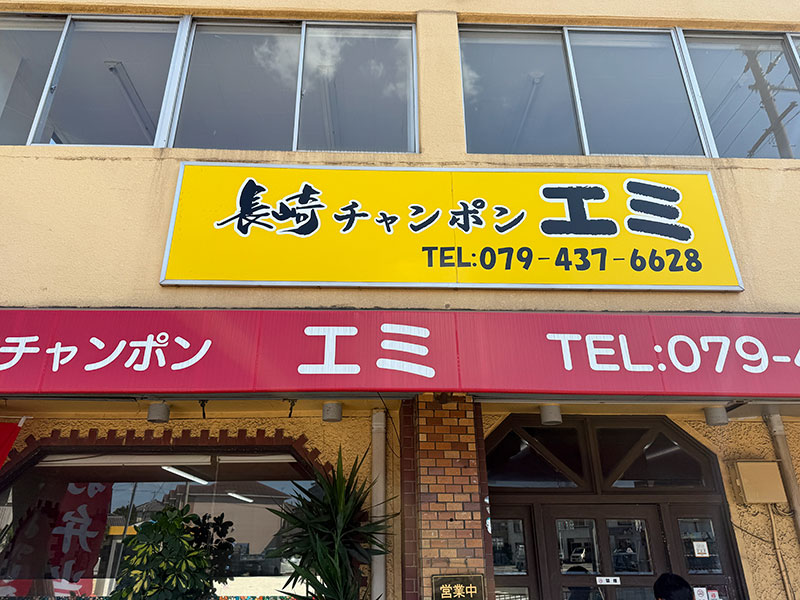 長崎チャンポン エミ
TEL:079-437-6628
チャンポン エミ TEL:079-
営業中